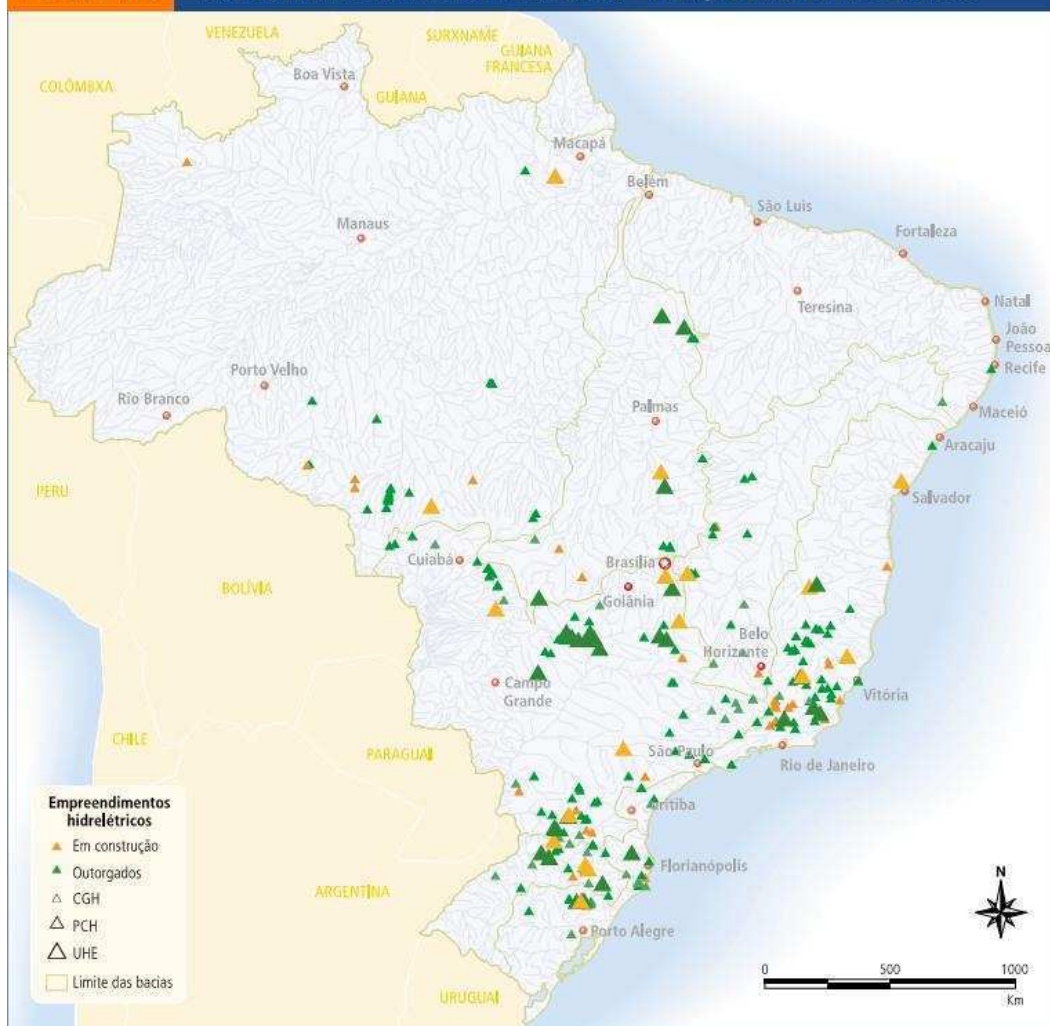 VENEZUELA
SURXNAME
GUIANA
FRANCESA
COLÔMBXA
Boa Vista
GUIANA
Macapá
Belém
São Luis
Manaus
Fortaleza
Teresina
Natal
João
Pessoa
Recife
Porto Velho
Rio Branco
Palmas
Maceió
Aracaju
PERU
Salvador
Cuiabá
Brasília
Goiânia
BOLÍVIA
Belo
Horizonte
Campo
Grande
Vitória
CHILE
PARAGUAI
São Paulo
Rio de Janeiro
uritiba
Florianópolis
ARGENTINA
Porto Alegre
URUGUAI
Empreendimentos
hidrelétricos
Em construção
Outorgados
CGH
PCH
UHE
Limite das bacias
N
0 500 1000
Km